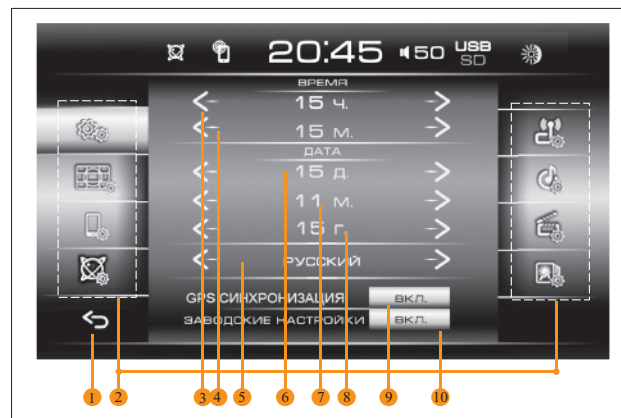 20:45 50 USB
SD
ВРЕМЯ
15 ч.
15 м.
ДАТА
15 д.
11 м.
15 г.
РУССКИЙ
GPS СИНХРОНИЗАЦИЯ ВКЛ.
ЗАВОДСКИЕ НАСТРОЙКИ ВКЛ.
1 2 3 4 5 6 7 8 9 10